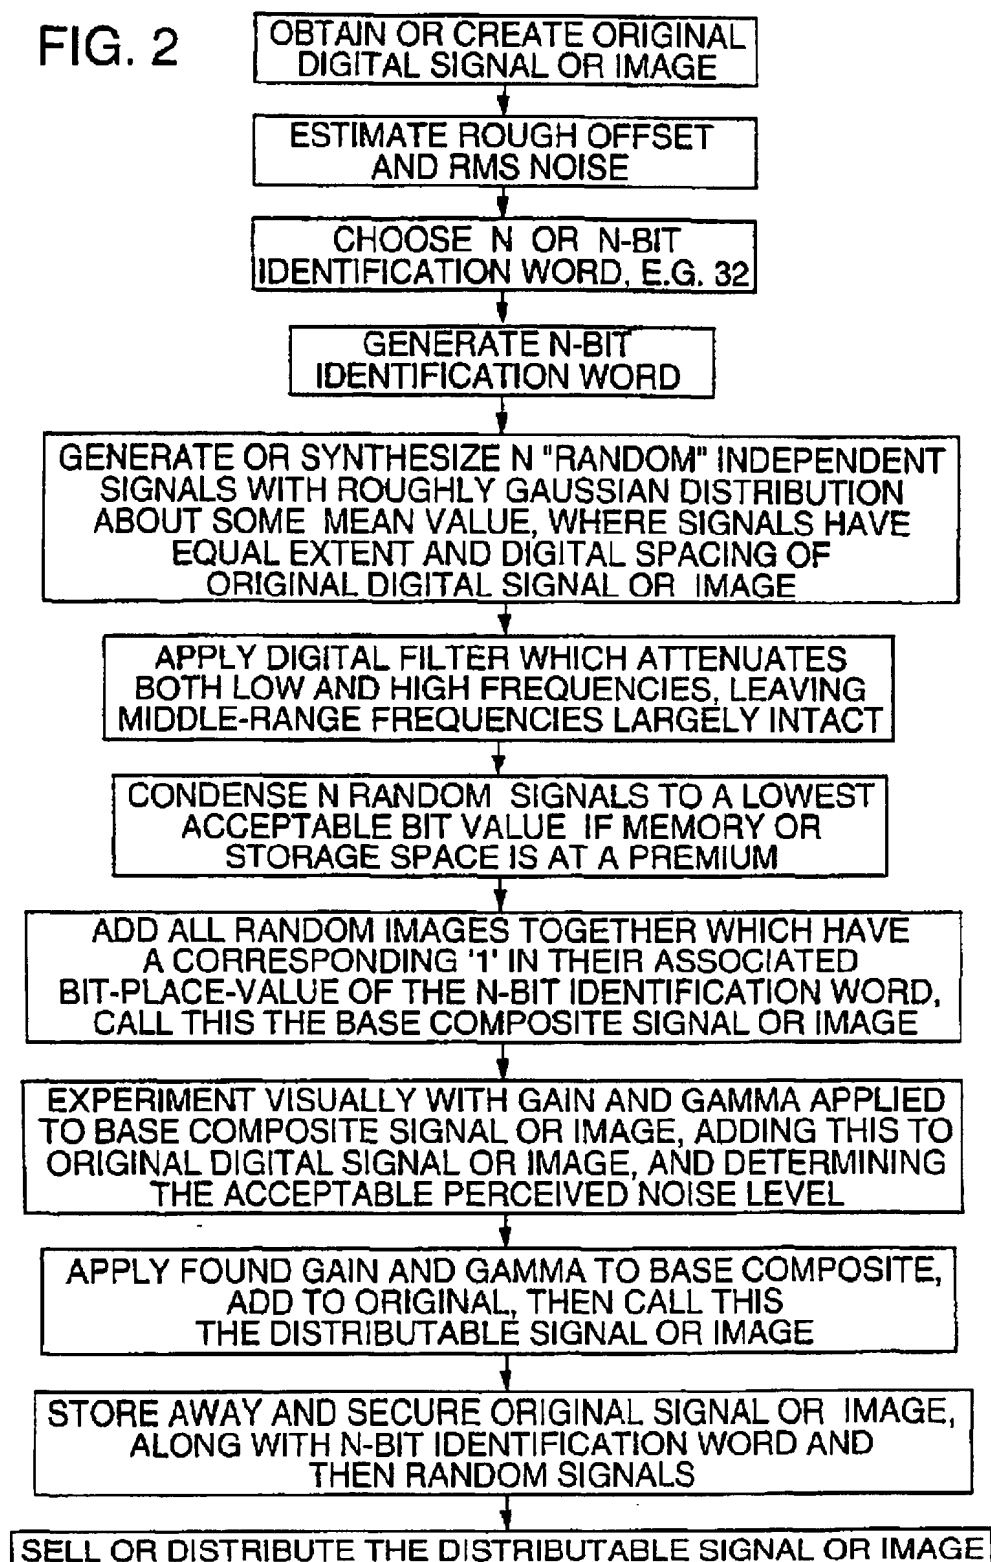 FIG. 2
OBTAIN OR CREATE ORIGINAL
DIGITAL SIGNAL OR IMAGE
ESTIMATE ROUGH OFFSET
AND RMS NOISE
CHOOSE N OR N-BIT
IDENTIFICATION WORD, E.G. 32
GENERATE N-BIT
IDENTIFICATION WORD
GENERATE OR SYNTHESIZE N "RANDOM" INDEPENDENT
SIGNALS WITH ROUGHLY GAUSSIAN DISTRIBUTION
ABOUT SOME MEAN VALUE, WHERE SIGNALS HAVE
EQUAL EXTENT AND DIGITAL SPACING OF
ORIGINAL DIGITAL SIGNAL OR IMAGE
APPLY DIGITAL FILTER WHICH ATTENUATES
BOTH LOW AND HIGH FREQUENCIES, LEAVING
MIDDLE-RANGE FREQUENCIES LARGELY INTACT
CONDENSE N RANDOM SIGNALS TO A LOWEST
ACCEPTABLE BIT VALUE IF MEMORY OR
STORAGE SPACE IS AT A PREMIUM
ADD ALL RANDOM IMAGES TOGETHER WHICH HAVE
A CORRESPONDING '1' IN THEIR ASSOCIATED
BIT-PLACE-VALUE OF THE N-BIT IDENTIFICATION WORD,
CALL THIS THE BASE COMPOSITE SIGNAL OR IMAGE
EXPERIMENT VISUALLY WITH GAIN AND GAMMA APPLIED
TO BASE COMPOSITE SIGNAL OR IMAGE, ADDING THIS TO
ORIGINAL DIGITAL SIGNAL OR IMAGE, AND DETERMINING
THE ACCEPTABLE PERCEIVED NOISE LEVEL
APPLY FOUND GAIN AND GAMMA TO BASE COMPOSITE,
ADD TO ORIGINAL, THEN CALL THIS
THE DISTRIBUTABLE SIGNAL OR IMAGE
STORE AWAY AND SECURE ORIGINAL SIGNAL OR IMAGE,
ALONG WITH N-BIT IDENTIFICATION WORD AND
THEN RANDOM SIGNALS
SELL OR DISTRIBUTE THE DISTRIBUTABLE SIGNAL OR IMAGE